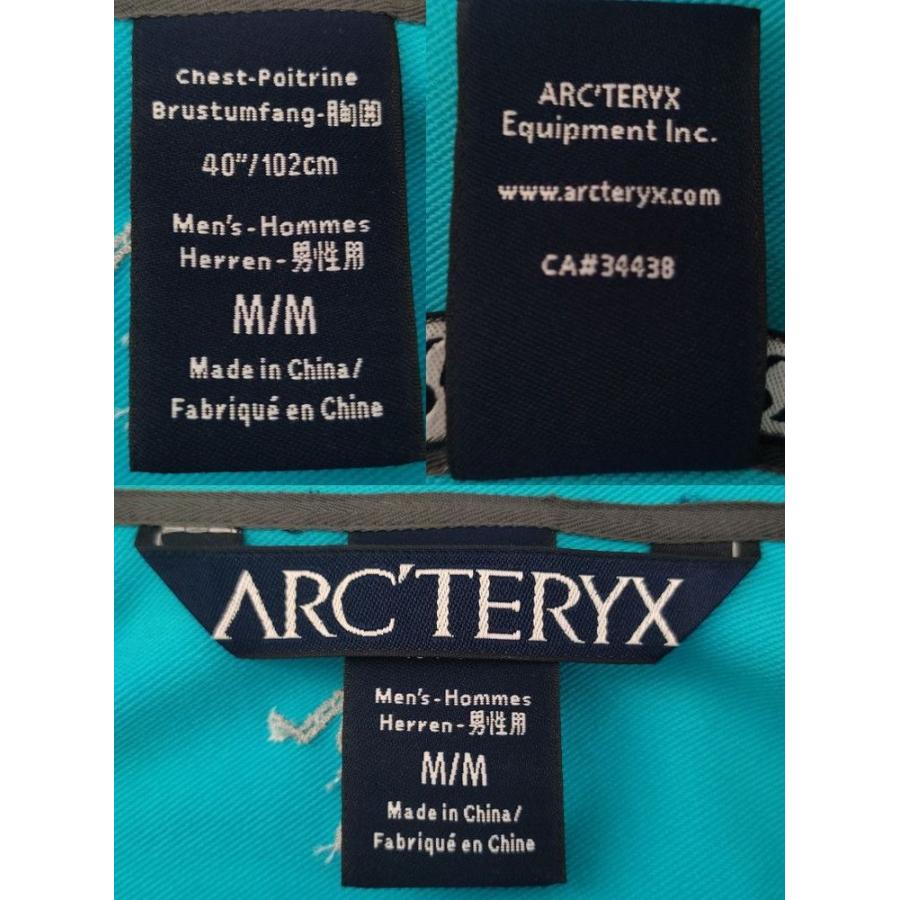 Chest-Poitrine
Brustumfang-胸囲
40"/102cm
Men's-Hommes
Herren-男性用
M/M
Made in China/
Fabriqué en Chine
ARC'TERYX
Equipment Inc.
www.arcteryx.com
CA#34438
ARC'TERYX
Men's-Hommes
Herren-男性用
M/M
Made in China/
Fabriqué en Chine